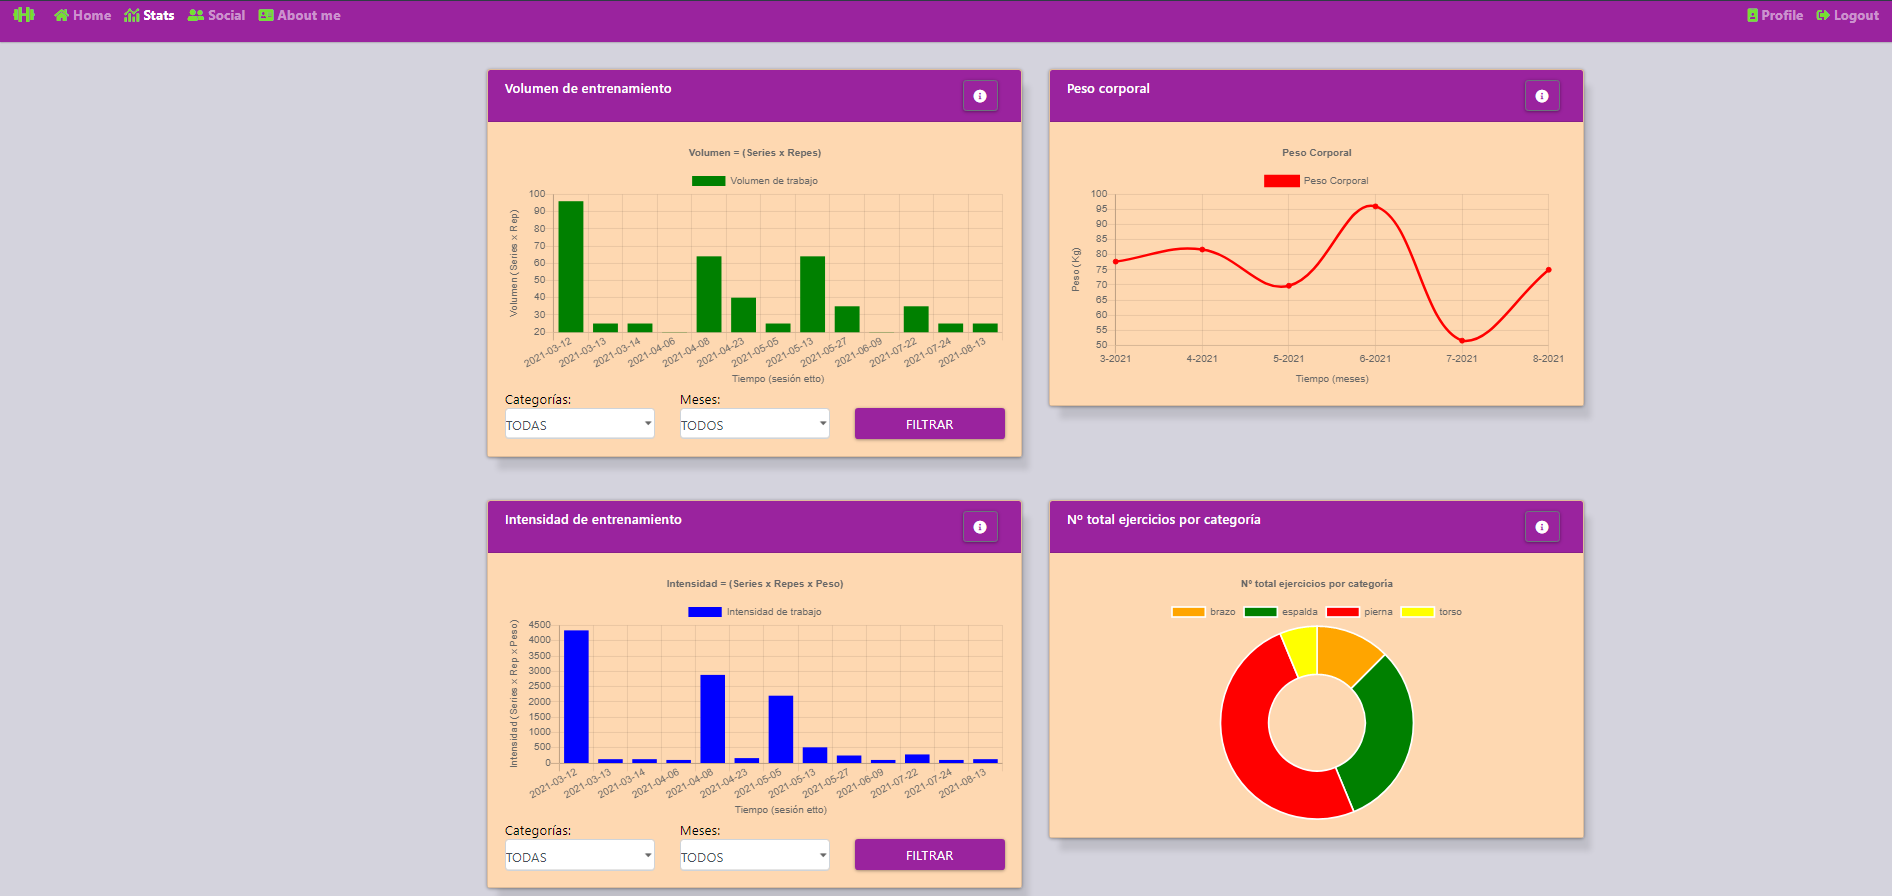 Home Stats Social About me Profile Logout
Volumen de entrenamiento
Volumen = (Series x Repes)
Volumen de trabajo
Volumen (Series x Rep)
100
90
80
70
60
50
40
30
20
2021-03-12 2021-03-13 2021-03-14 2021-04-06 2021-04-08 2021-04-23 2021-05-05 2021-05-13 2021-05-27 2021-06-09 2021-07-22 2021-07-24 2021-08-13
Tiempo (sesión etto)
Categorías: Meses:
TODAS TODOS FILTRAR
Peso corporal
Peso Corporal
Peso Corporal
Peso (Kg)
100
95
90
85
80
75
70
65
60
55
50
3-2021 4-2021 5-2021 6-2021 7-2021 8-2021
Tiempo (meses)
Intensidad de entrenamiento
Intensidad = (Series x Repes x Peso)
Intensidad de trabajo
Intensidad (Series x Rep x Peso)
4500
4000
3500
3000
2500
2000
1500
1000
500
0
2021-03-12 2021-03-13 2021-03-14 2021-04-06 2021-04-08 2021-04-23 2021-05-05 2021-05-13 2021-05-27 2021-06-09 2021-07-22 2021-07-24 2021-08-13
Tiempo (sesión etto)
Categorías: Meses:
TODAS TODOS FILTRAR
Nº total ejercicios por categoría
Nº total ejercicios por categoría
brazo espalda pierna torso